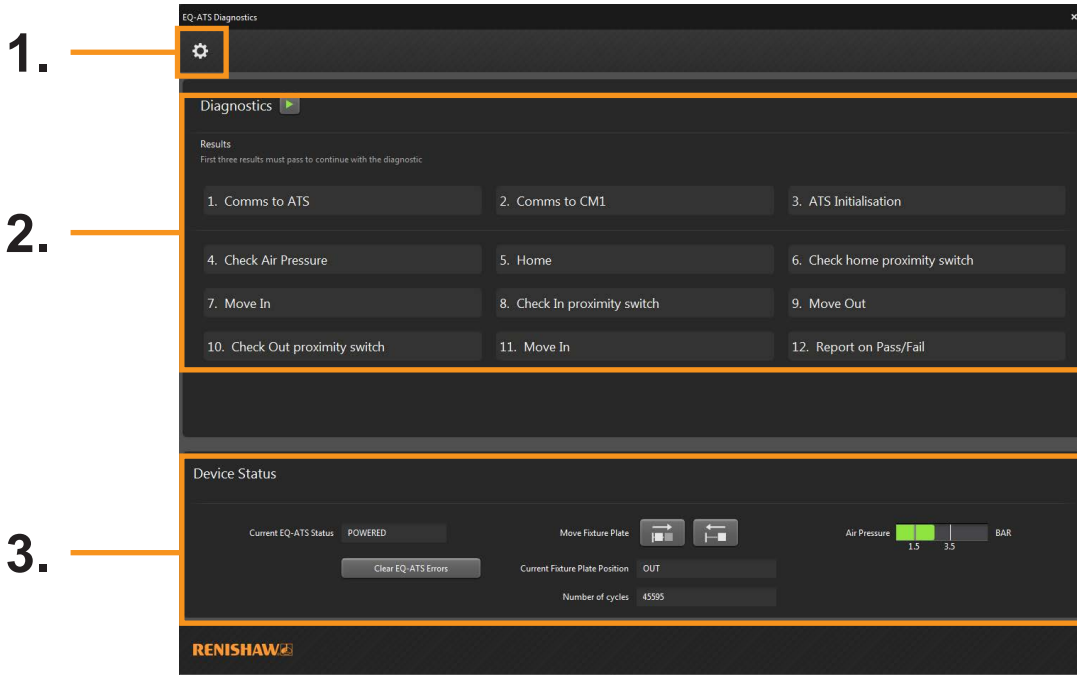 EQ-ATS Diagnostics
1.
Diagnostics
Results
First three results must pass to continue with the diagnostic
1. Comms to ATS
2. Comms to CM1
3. ATS Initialisation
2.
4. Check Air Pressure
5. Home
6. Check home proximity switch
7. Move In
8. Check In proximity switch
9. Move Out
10. Check Out proximity switch
11. Move In
12. Report on Pass/Fail
Device Status
3.
Current EQ-ATS Status POWERED
Clear EQ-ATS Errors
Move Fixture Plate
Current Fixture Plate Position OUT
Number of cycles 45595
Air Pressure BAR
1.5 3.5
RENISHAW